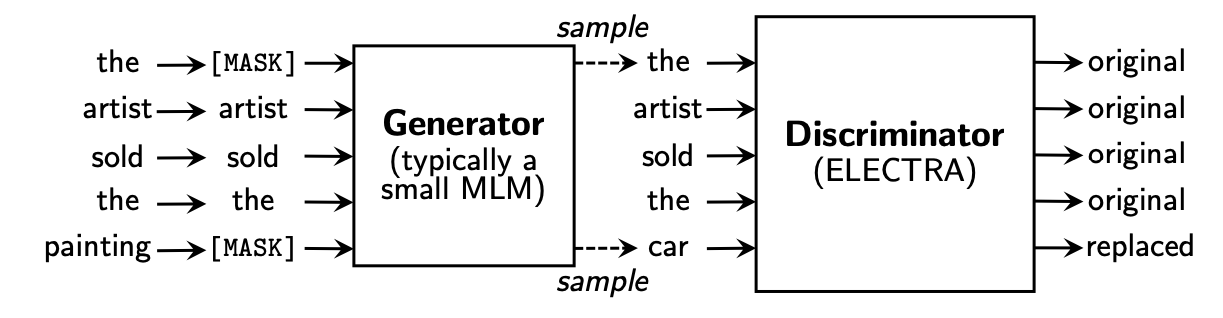 sample
the [MASK] the original
artist artist artist original
sold sold sold original
the the the original
painting [MASK] car replaced
Generator
(typically a
small MLM)
sample
Discriminator
(ELECTRA)